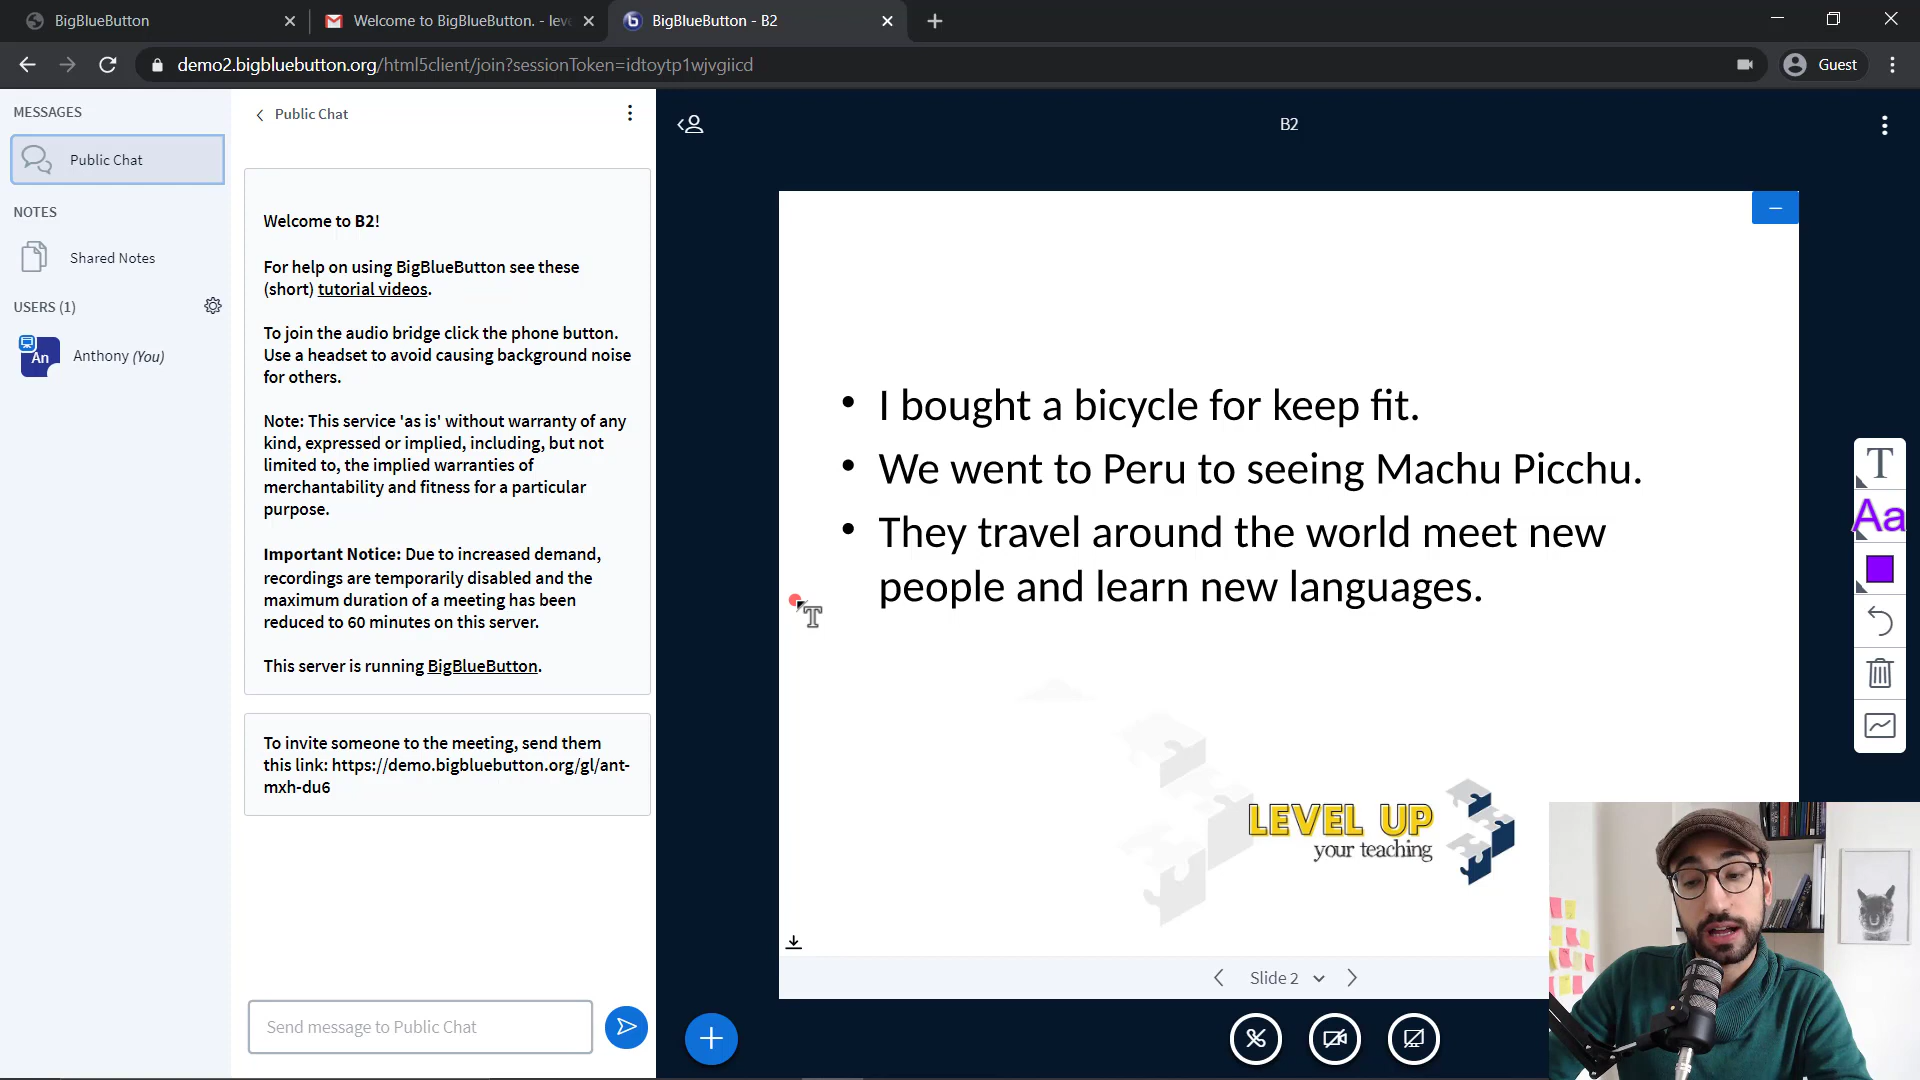 BigBlueButton
Welcome to BigBlueButton. - leve
BigBlueButton - B2
demo2.bigbluebutton.org/html5client/join?sessionToken=idtoytp1wjvgiicd
Guest
MESSAGES
Public Chat
NOTES
Shared Notes
USERS (1)
An
Anthony (You)
Public Chat
Welcome to B2!
For help on using BigBlueButton see these
(short) tutorial videos.
To join the audio bridge click the phone button.
Use a headset to avoid causing background noise
for others.
Note: This service 'as is' without warranty of any
kind, expressed or implied, including, but not
limited to, the implied warranties of
merchantability and fitness for a particular
purpose.
Important Notice: Due to increased demand,
recordings are temporarily disabled and the
maximum duration of a meeting has been
reduced to 60 minutes on this server.
This server is running BigBlueButton.
To invite someone to the meeting, send them
this link: https://demo.bigbluebutton.org/gl/ant-
mxh-du6
Send message to Public Chat
B2
• I bought a bicycle for keep fit.
• We went to Peru to seeing Machu Picchu.
• They travel around the world meet new
people and learn new languages.
LEVEL UP
your teaching
Slide 2
T
Aa